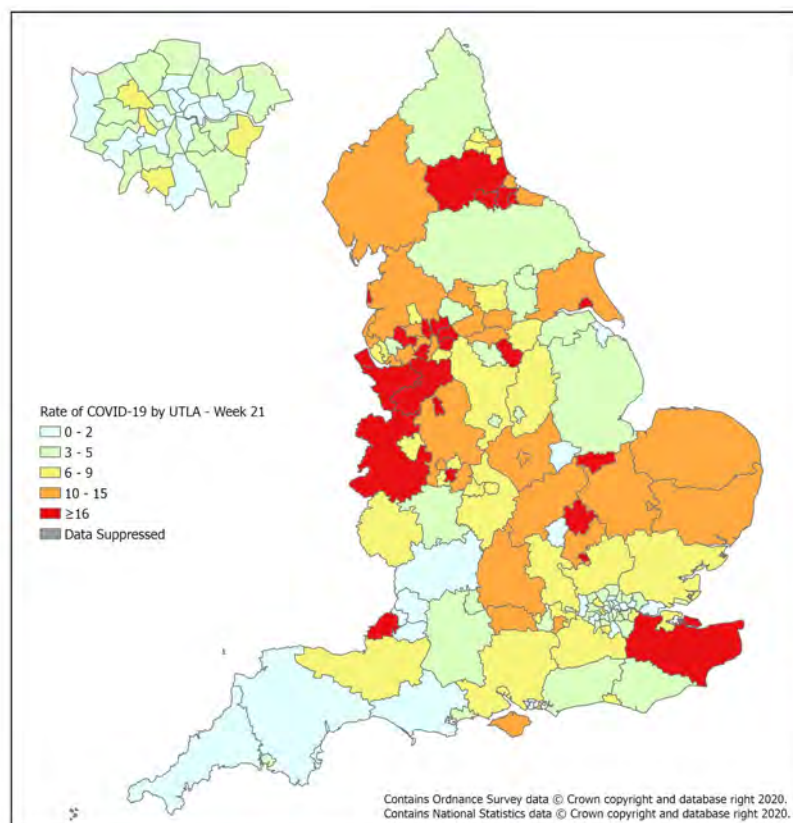 Rate of COVID-19 by UTLA - Week 21
0 - 2
3 - 5
6 - 9
10 - 15
≥16
Data Suppressed
Contains Ordnance Survey data © Crown copyright and database right 2020.
Contains National Statistics data © Crown copyright and database right 2020.